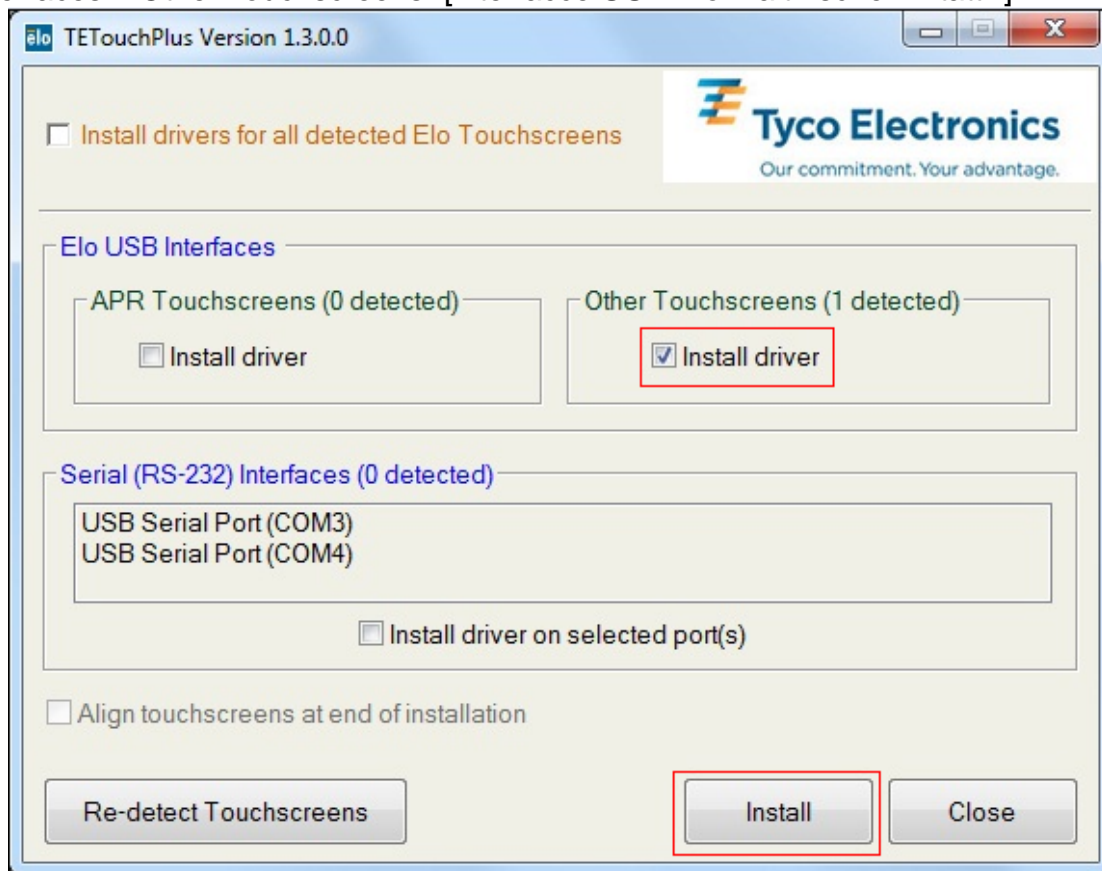 elo TETouchPlus Version 1.3.0.0
Install drivers for all detected Elo Touchscreens
Tyco Electronics
Our commitment. Your advantage.
Elo USB Interfaces
APR Touchscreens (0 detected)
Install driver
Other Touchscreens (1 detected)
Install driver
Serial (RS-232) Interfaces (0 detected)
USB Serial Port (COM3)
USB Serial Port (COM4)
Install driver on selected port(s)
Align touchscreens at end of installation
Re-detect Touchscreens
Install
Close